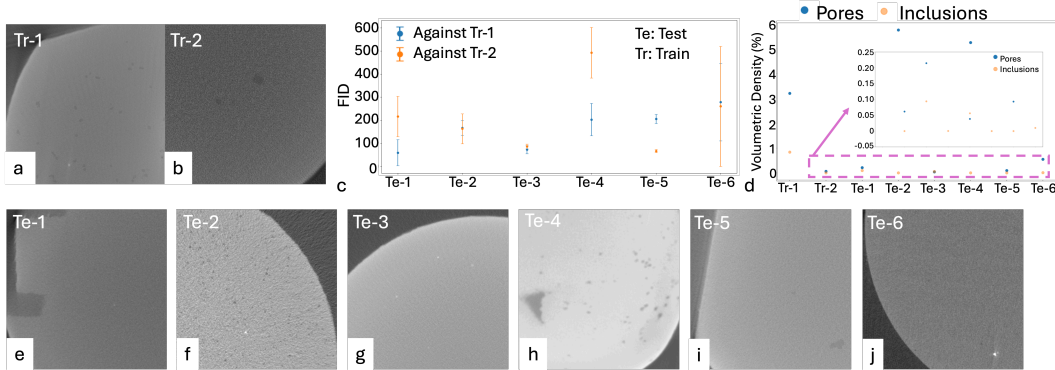 Tr-1
a
Tr-2
b
FID
600
500
400
300
200
100
0
Against Tr-1
Against Tr-2
Te: Test
Tr: Train
Te-1 Te-2 Te-3 Te-4 Te-5 Te-6
c
Pores Inclusions
Volumetric Density (%)
6
5
4
3
2
1
0
0.25
0.20
0.15
0.10
0.05
0
-0.05
Pores
Inclusions
Tr-1 Tr-2 Te-1 Te-2 Te-3 Te-4 Te-5 Te-6
d
Te-1
e
Te-2
f
Te-3
g
Te-4
h
Te-5
i
Te-6
j